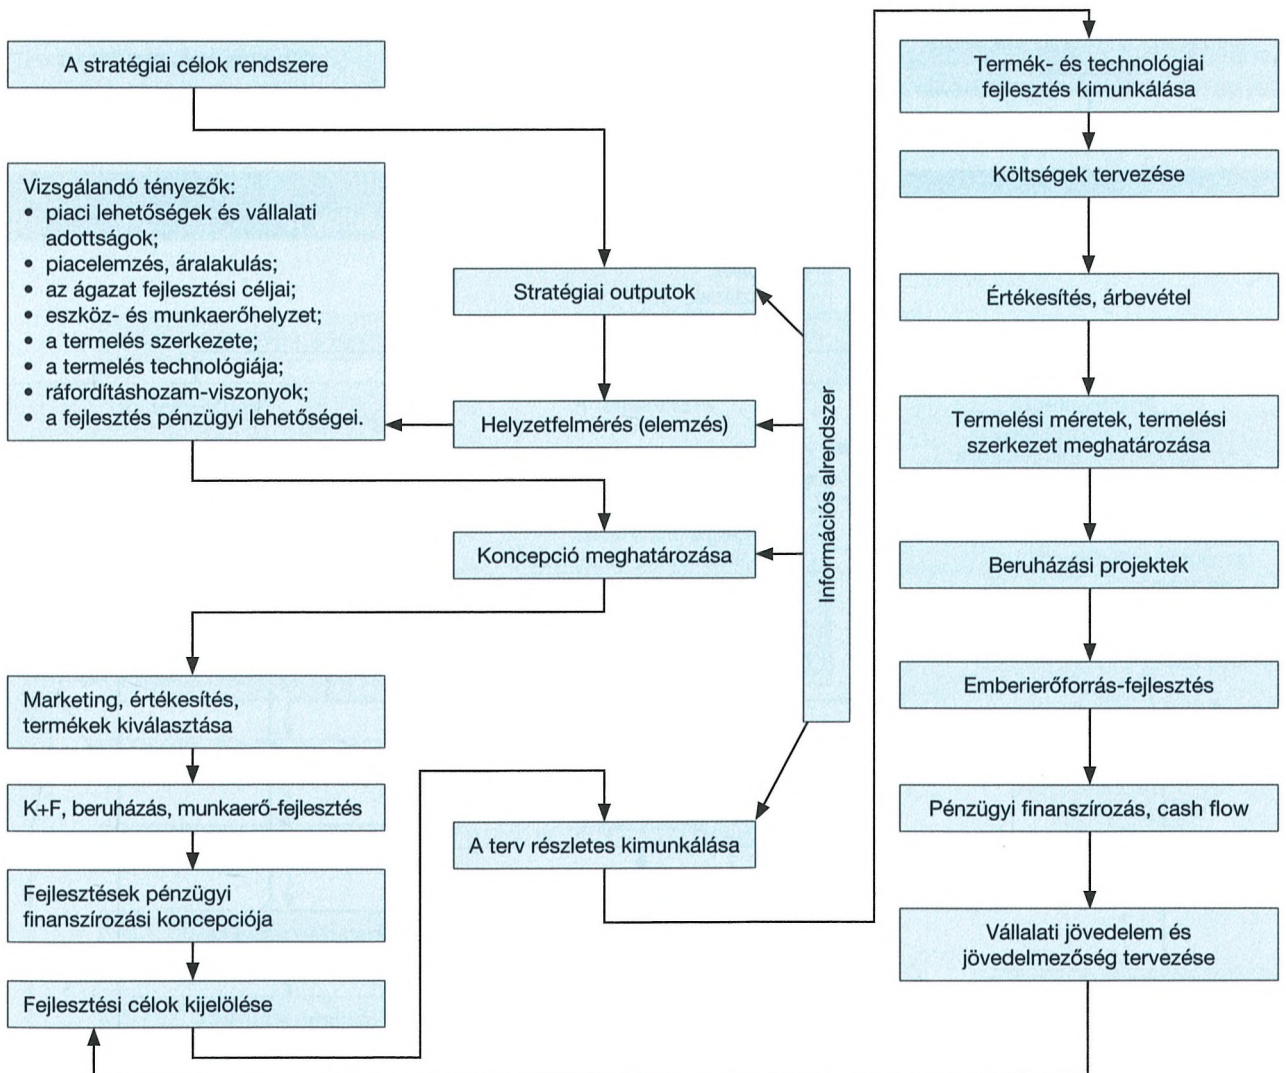 A stratégiai célok rendszere
Vizsgálandó tényezők:
• piaci lehetőségek és vállalati
adottságok;
• piacelemzés, áralakulás;
• az ágazat fejlesztési céljai;
• eszköz- és munkaerőhelyzet;
• a termelés szerkezete;
• a termelés technológiája;
• ráfordításhozam-viszonyok;
• a fejlesztés pénzügyi lehetőségei.
Stratégiai outputok
Helyzetfelmérés (elemzés)
Koncepció meghatározása
Információs alrendszer
Marketing, értékesítés,
termékek kiválasztása
K+F, beruházás, munkaerő-fejlesztés
Fejlesztések pénzügyi
finanszírozási koncepciója
Fejlesztési célok kijelölése
A terv részletes kimunkálása
Termék- és technológiai
fejlesztés kimunkálása
Költségek tervezése
Értékesítés, árbevétel
Termelési méretek, termelési
szerkezet meghatározása
Beruházási projektek
Emberierőforrás-fejlesztés
Pénzügyi finanszírozás, cash flow
Vállalati jövedelem és
jövedelmezőség tervezése